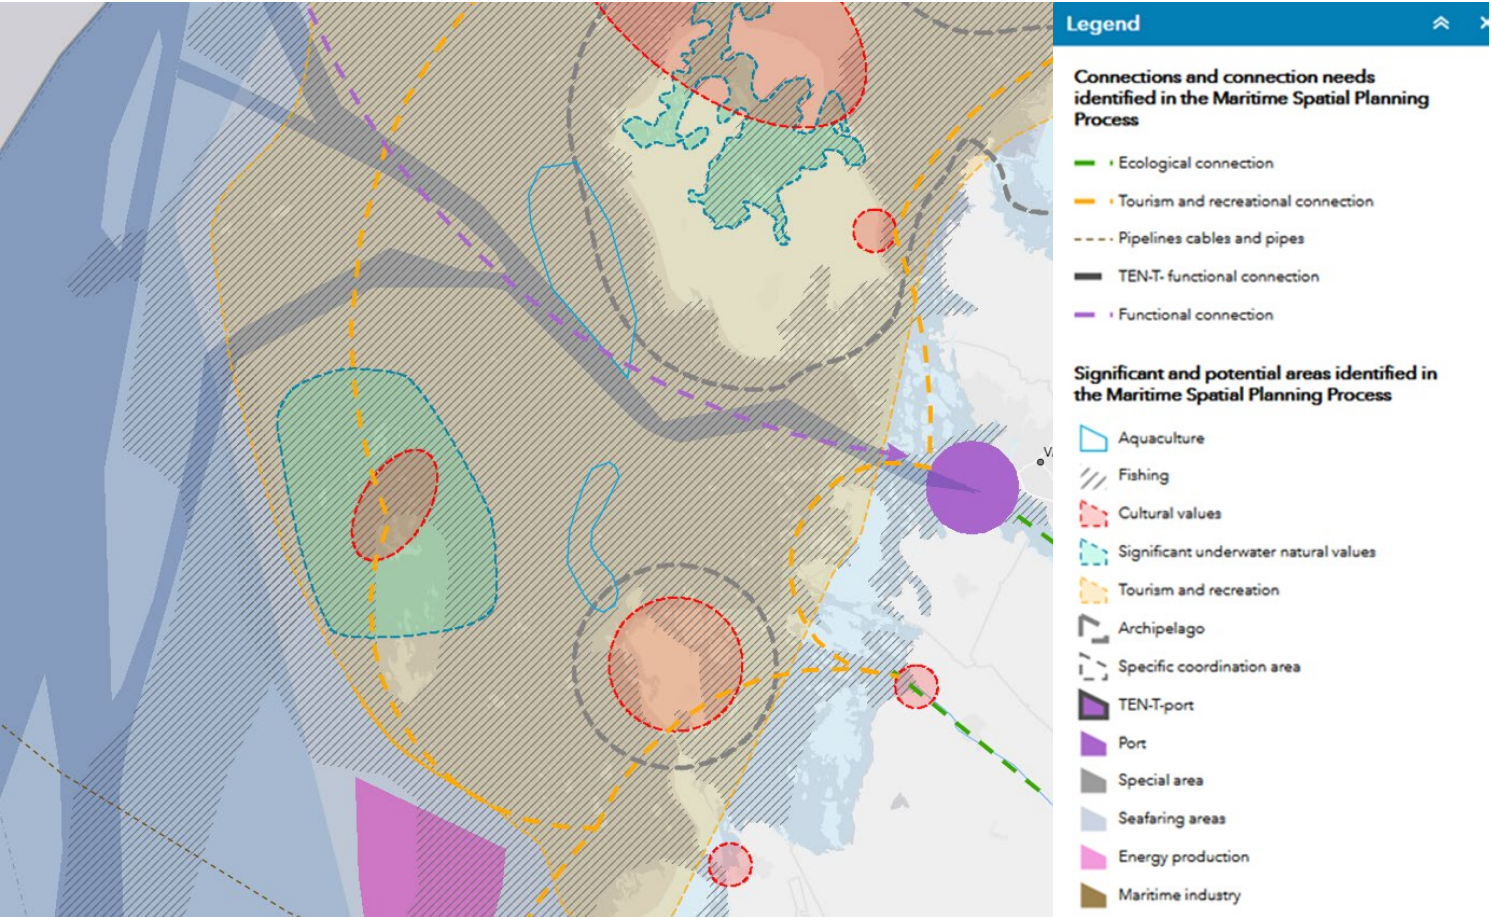 Legend
Connections and connection needs
identified in the Maritime Spatial Planning
Process
Ecological connection
Tourism and recreational connection
Pipelines cables and pipes
TEN-T- functional connection
Functional connection
Significant and potential areas identified in
the Maritime Spatial Planning Process
Aquaculture
Fishing
Cultural values
Significant underwater natural values
Tourism and recreation
Archipelago
Specific coordination area
TEN-T-port
Port
Special area
Seafaring areas
Energy production
Maritime industry